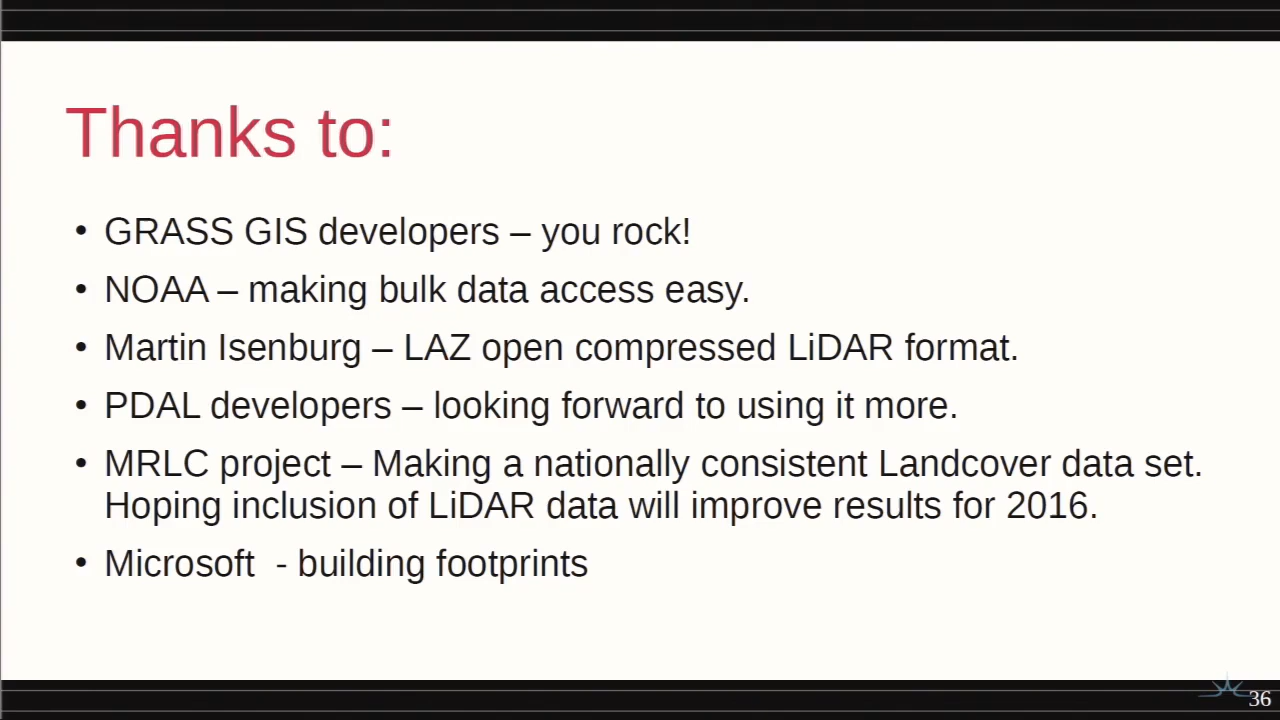 Thanks to:
• GRASS GIS developers – you rock!
• NOAA – making bulk data access easy.
• Martin Isenburg – LAZ open compressed LiDAR format.
• PDAL developers – looking forward to using it more.
• MRLC project – Making a nationally consistent Landcover data set.
Hoping inclusion of LiDAR data will improve results for 2016.
• Microsoft  - building footprints
36